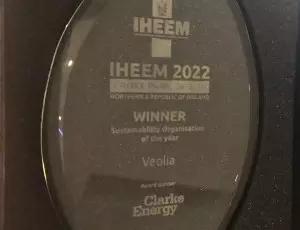 IHEEM
IHEEM 2022
NORTHERN & REPUBLIC OF IRELAND
WINNER
Sustainability Organisation
of the year
Veolia
Award sponsor
Clarke
Energy